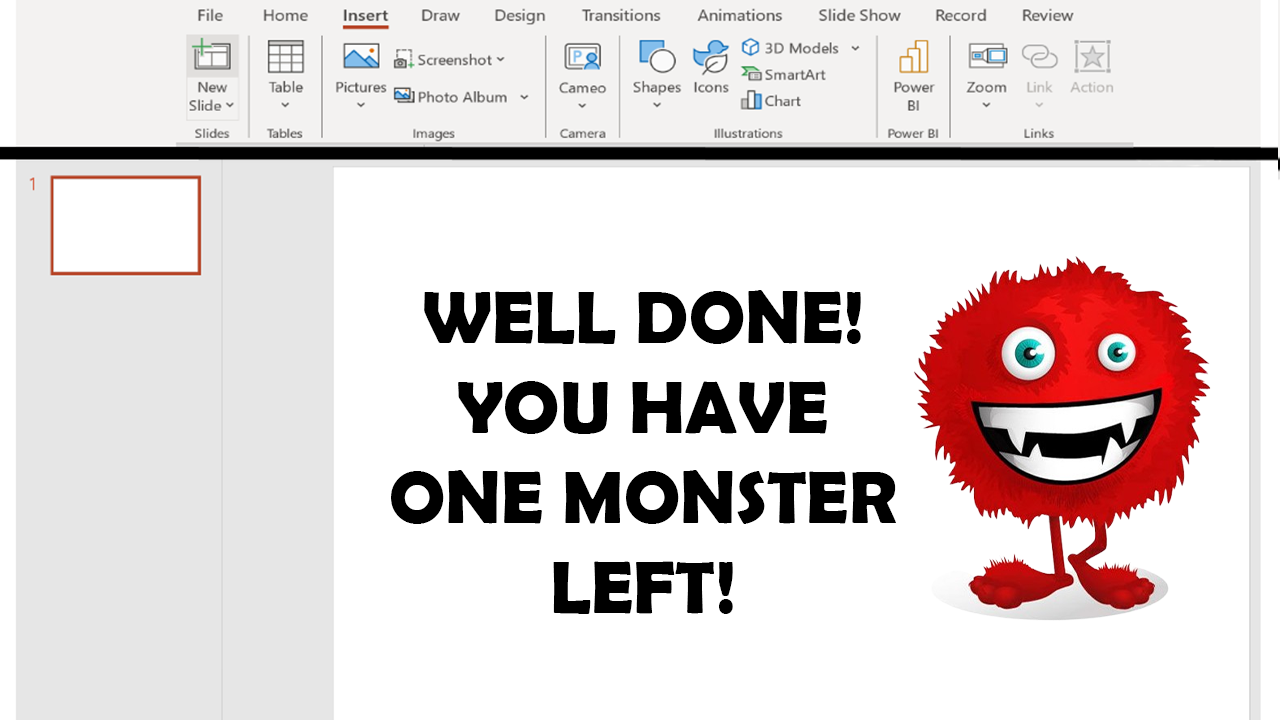 File Home Insert Draw Design Transitions Animations Slide Show Record Review
New Slide
Table
Pictures
Screenshot
Photo Album
Cameo
Shapes
Icons
3D Models
SmartArt
Chart
Power BI
Zoom
Link
Action
Slides Tables Images Camera Illustrations Power BI Links
1
WELL DONE!
YOU HAVE
ONE MONSTER
LEFT!